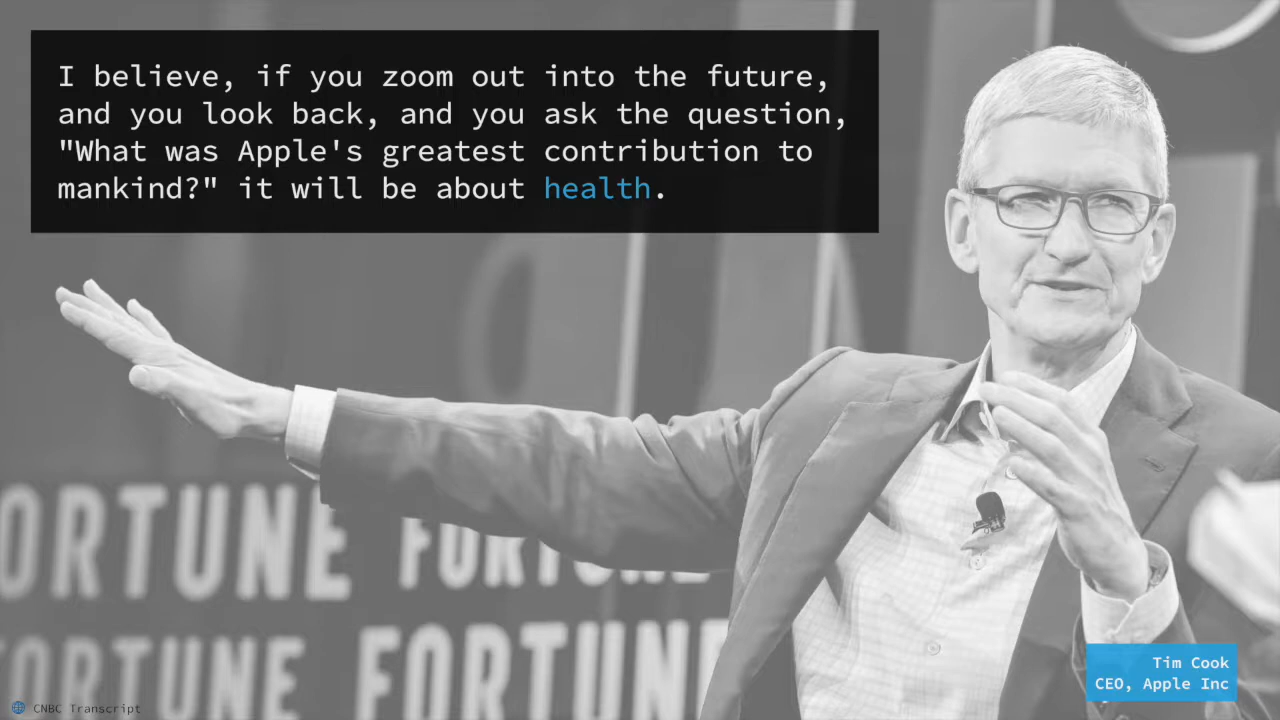 I believe, if you zoom out into the future,
and you look back, and you ask the question,
"What was Apple's greatest contribution to
mankind?" it will be about health.
ORTUNE FORTUNE
FORTUNE FORTUNE
Tim Cook
CEO, Apple Inc
CNBC Transcript